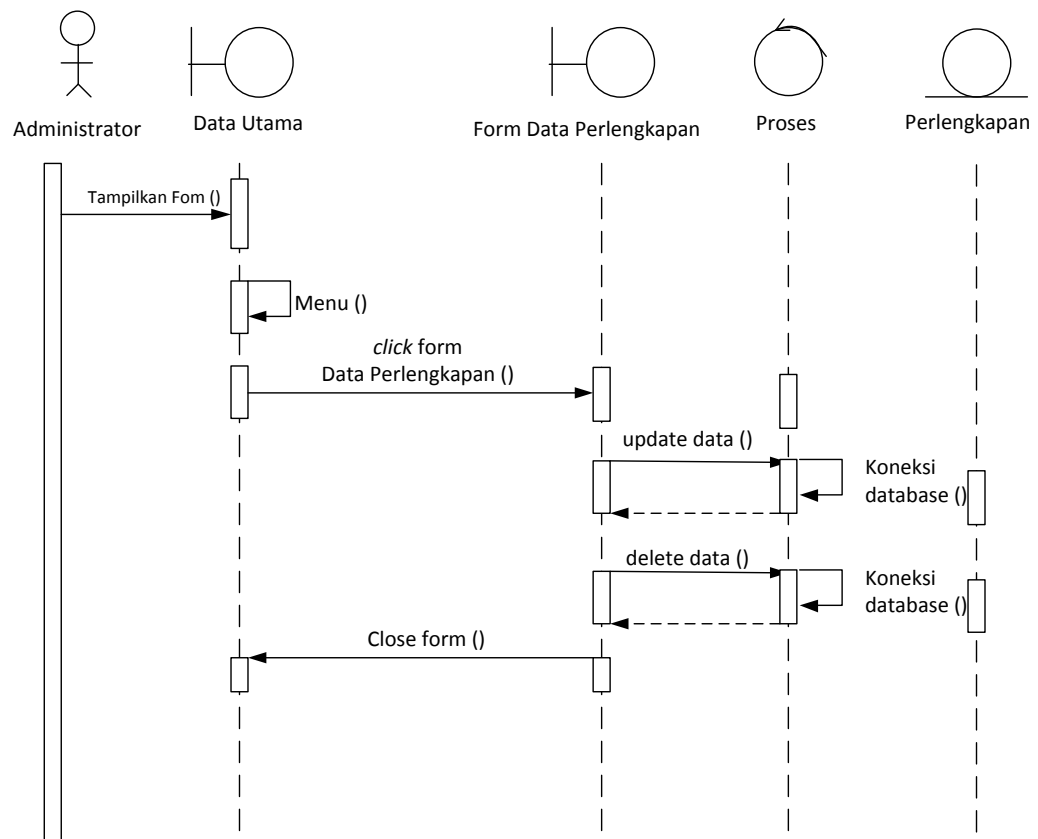 Administrator
Data Utama
Form Data Perlengkapan
Proses
Perlengkapan
Tampilkan Fom ()
Menu ()
click form
Data Perlengkapan ()
update data ()
Koneksi
database ()
delete data ()
Koneksi
database ()
Close form ()